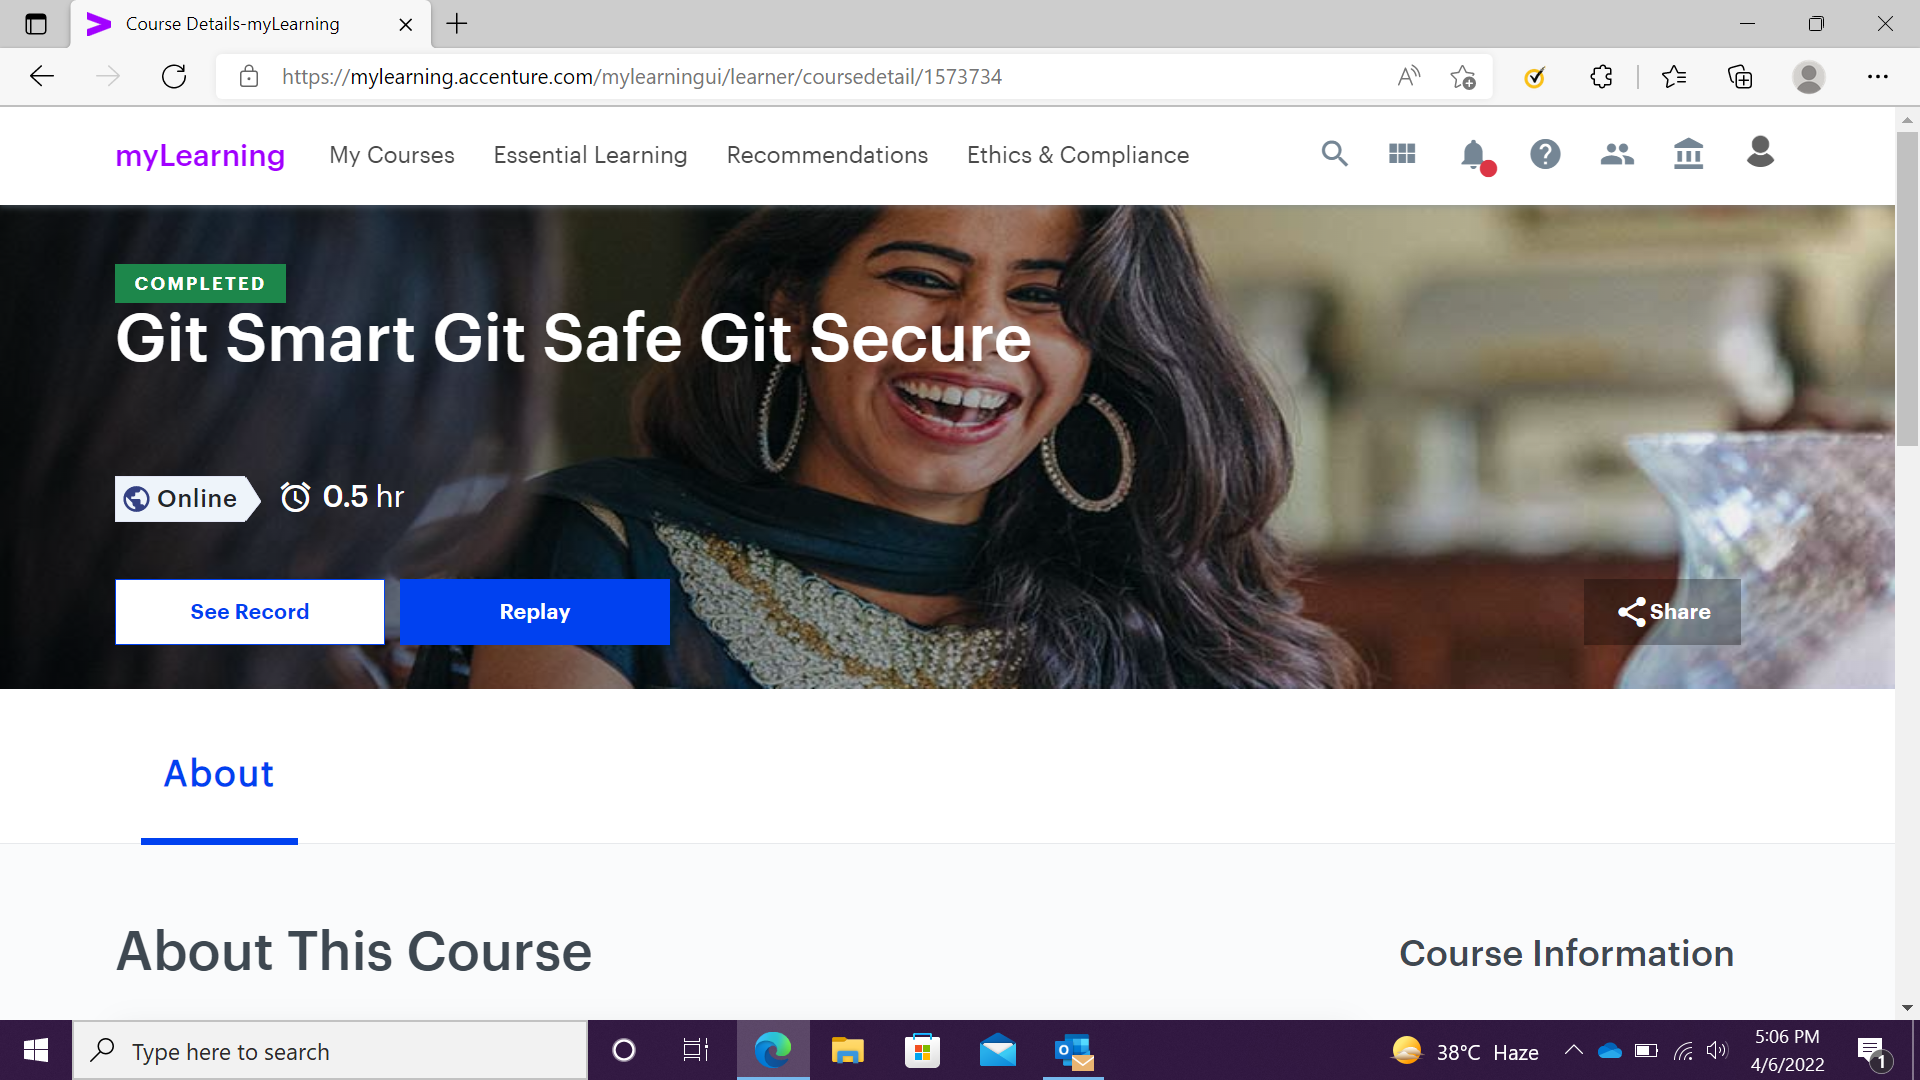 Course Details-myLearning
https://mylearning.accenture.com/mylearningui/learner/coursedetail/1573734
myLearning My Courses Essential Learning Recommendations Ethics & Compliance
COMPLETED
Git Smart Git Safe Git Secure
Online 0.5 hr
See Record Replay Share
About
About This Course Course Information
Type here to search
38°C Haze
5:06 PM
4/6/2022
1